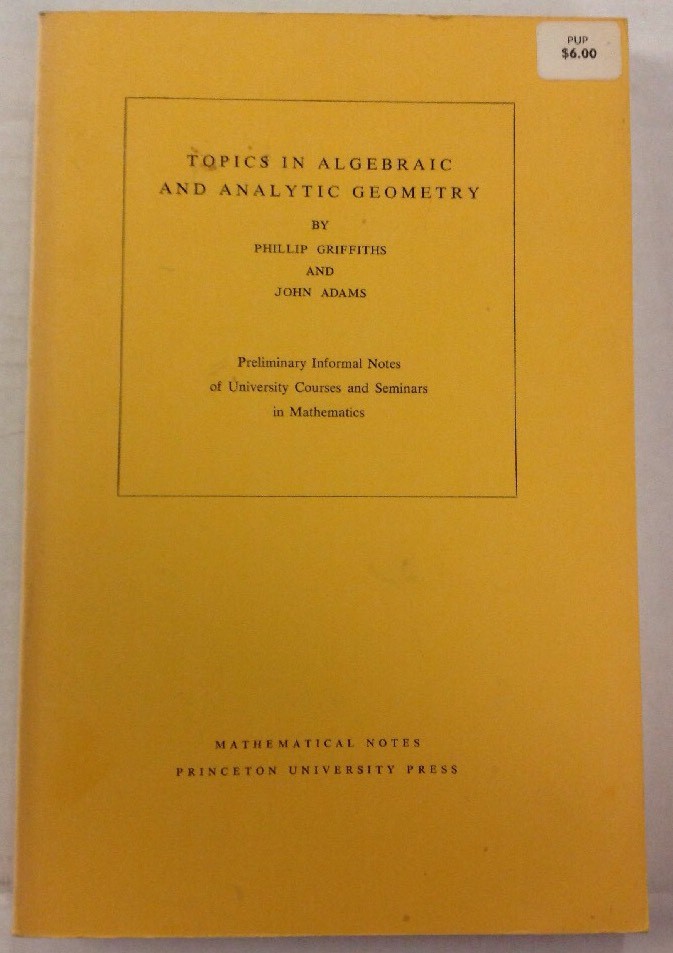 PUP
$6.00
TOPICS IN ALGEBRAIC
AND ANALYTIC GEOMETRY
BY
PHILLIP GRIFFITHS
AND
JOHN ADAMS
Preliminary Informal Notes
of University Courses and Seminars
in Mathematics
MATHEMATICAL NOTES
PRINCETON UNIVERSITY PRESS